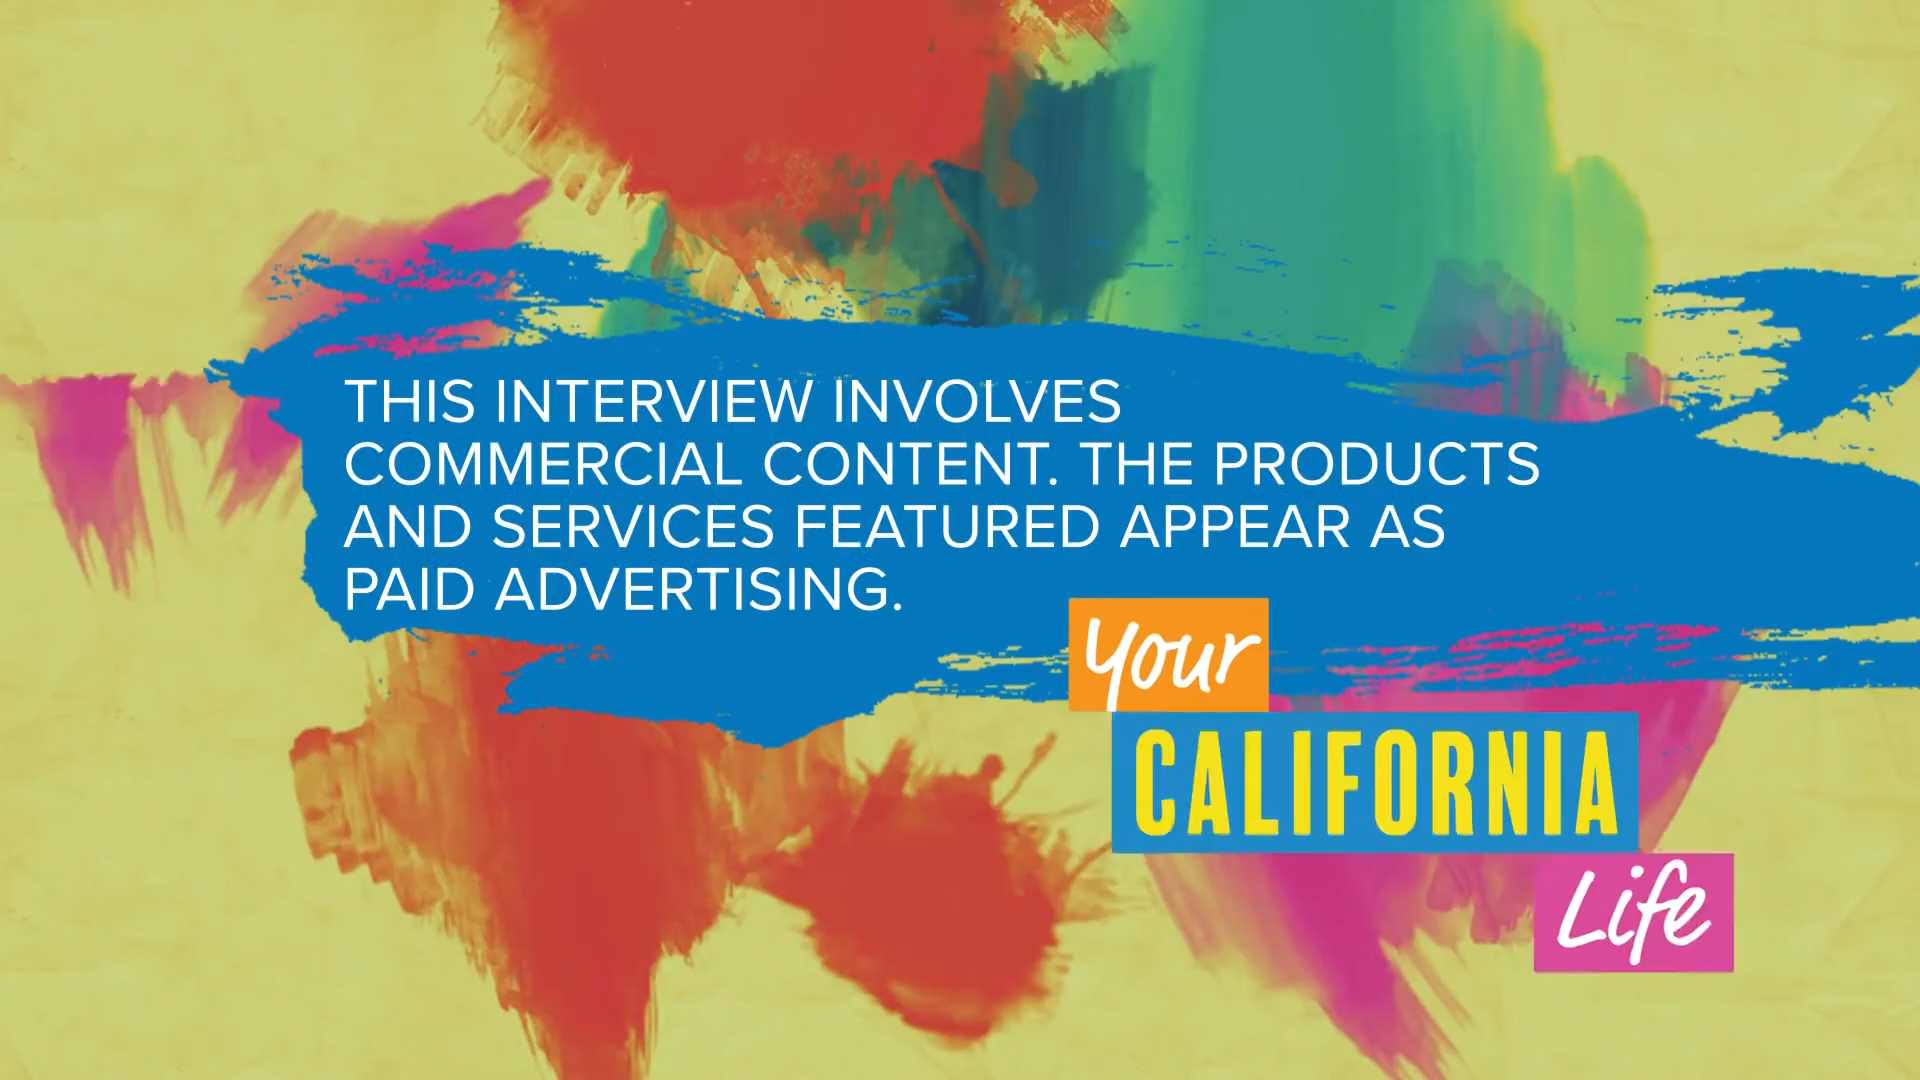 THIS INTERVIEW INVOLVES
COMMERCIAL CONTENT. THE PRODUCTS
AND SERVICES FEATURED APPEAR AS
PAID ADVERTISING.
Your
CALIFORNIA
Life